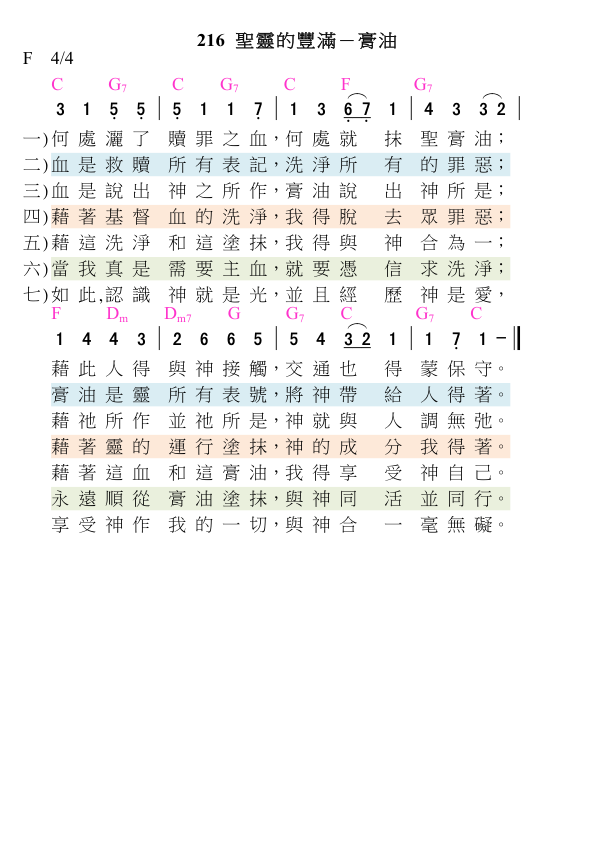 216 聖靈的豐滿－膏油
F 4/4
C G7 C G7 C F G7
3 1 5̣ 5̣ | 5̣ 1 1 7̣ | 1 3 6̣ 7̣ 1 | 4 3 3 2 |
一)何處灑了 贖罪之血，何處就 抹 聖膏油；
二)血是救贖 所有表記，洗淨所 有 的罪惡；
三)血是說出 神之所作，膏油說 出 神所是；
四)藉著基督 血的洗淨，我得脫 去 眾罪惡；
五)藉這洗淨 和這塗抹，我得與 神 合為一；
六)當我真是 需要主血，就要憑 信 求洗淨；
七)如此,認識 神就是光，並且經 歷 神是愛，
F Dm Dm7 G G7 C G7 C
1 4 4 3 | 2 6 6 5 | 5 4 3 2 1 | 1 7̣ 1 – ‖
藉此人得 與神接觸，交通也 得 蒙保守。
膏油是靈 所有表號，將神帶 給 人得著。
藉祂所作 並祂所是，神就與 人 調無弛。
藉著靈的 運行塗抹，神的成 分 我得著。
藉著這血 和這膏油，我得享 受 神自己。
永遠順從 膏油塗抹，與神同 活 並同行。
享受神作 我的一切，與神合 一 毫無礙。